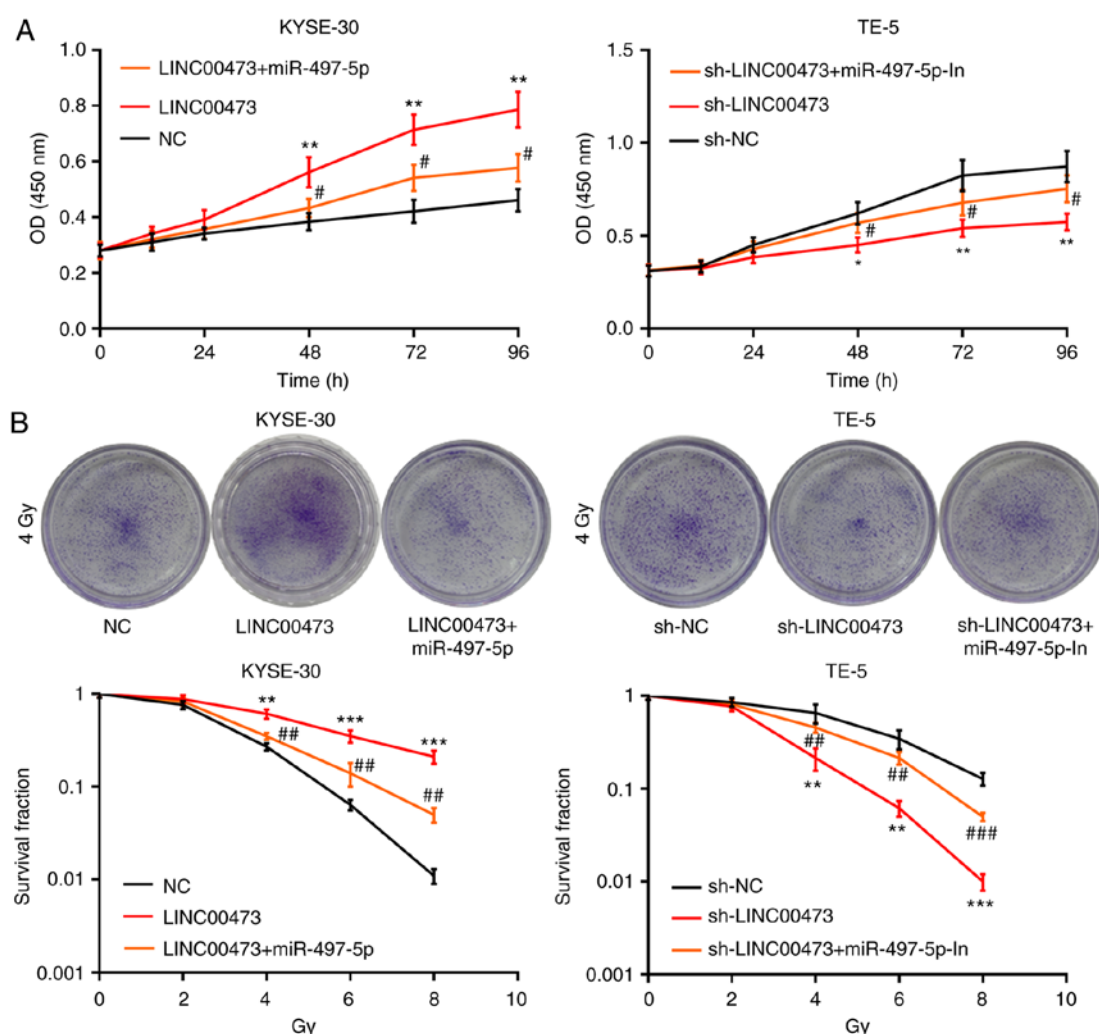 A
KYSE-30
OD (450 nm)
1.0
0.8
0.6
0.4
0.2
0.0
LINC00473+miR-497-5p
LINC00473
NC
**
**
**
#
#
#
0 24 48 72 96
Time (h)
TE-5
OD (450 nm)
1.5
1.0
0.5
0.0
sh-LINC00473+miR-497-5p-In
sh-LINC00473
sh-NC
#
#
#
*
**
**
0 24 48 72 96
Time (h)
B
KYSE-30
4 Gy
NC
LINC00473
LINC00473+
miR-497-5p
TE-5
4 Gy
sh-NC
sh-LINC00473
sh-LINC00473+
miR-497-5p-In
KYSE-30
Survival fraction
1
0.1
0.01
0.001
**
***
***
##
##
##
NC
LINC00473
LINC00473+miR-497-5p
0 2 4 6 8 10
Gy
TE-5
Survival fraction
1
0.1
0.01
0.001
##
##
###
**
**
***
sh-NC
sh-LINC00473
sh-LINC00473+miR-497-5p-In
0 2 4 6 8 10
Gy